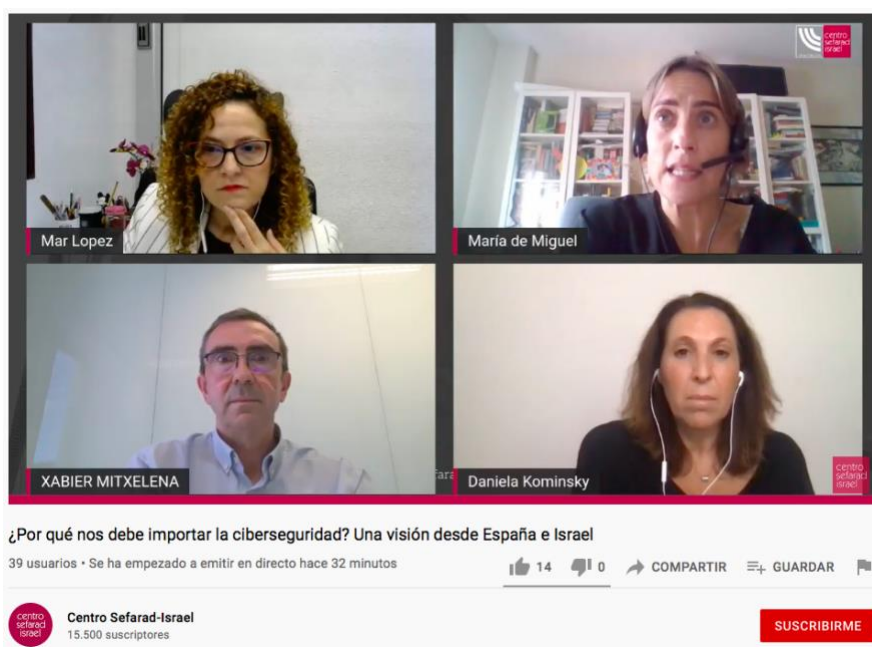 centro
sefarad
israel
Mar Lopez
María de Miguel
XABIER MITXELENA
Daniela Kominsky
centro
sefarad
israel
¿Por qué nos debe importar la ciberseguridad? Una visión desde España e Israel
39 usuarios • Se ha empezado a emitir en directo hace 32 minutos
14
0
COMPARTIR
GUARDAR
centro
sefarad
israel
Centro Sefarad-Israel
15.500 suscriptores
SUSCRIBIRME